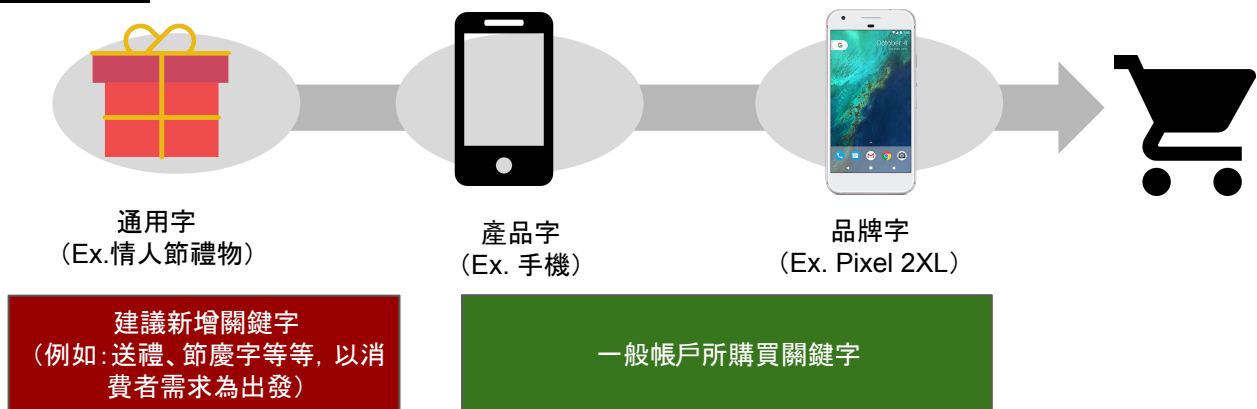 通用字
（Ex.情人節禮物）
產品字
（Ex. 手機）
October 4
品牌字
（Ex. Pixel 2XL）
建議新增關鍵字
（例如：送禮、節慶字等等，以消
費者需求為出發）
一般帳戶所購買關鍵字